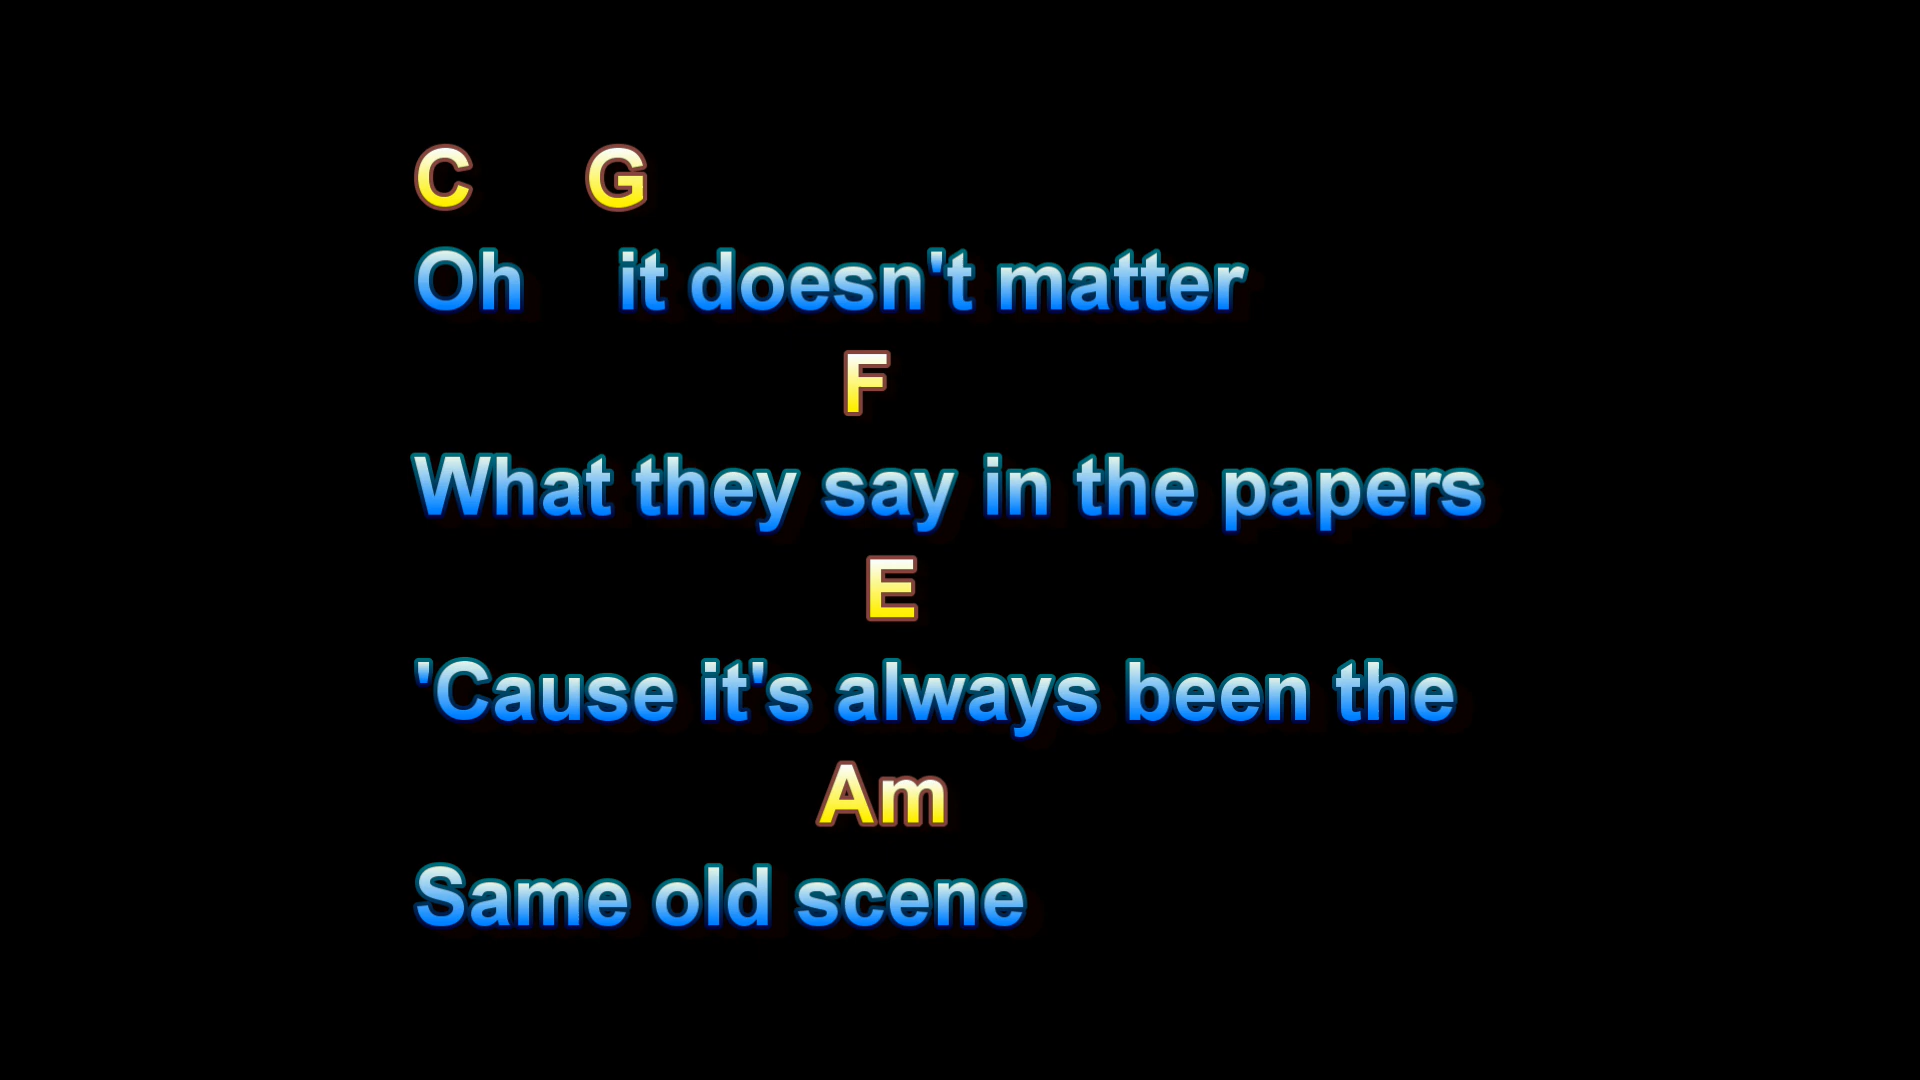 C G
Oh it doesn't matter
F
What they say in the papers
E
'Cause it's always been the
Am
Same old scene